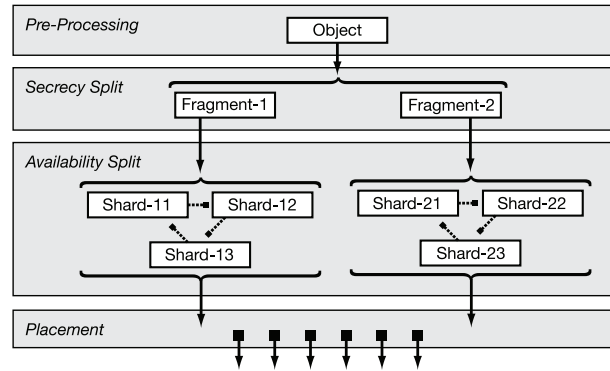 Pre-Processing
Object
Secrecy Split
Fragment-1
Fragment-2
Availability Split
Shard-11
Shard-12
Shard-13
Shard-21
Shard-22
Shard-23
Placement